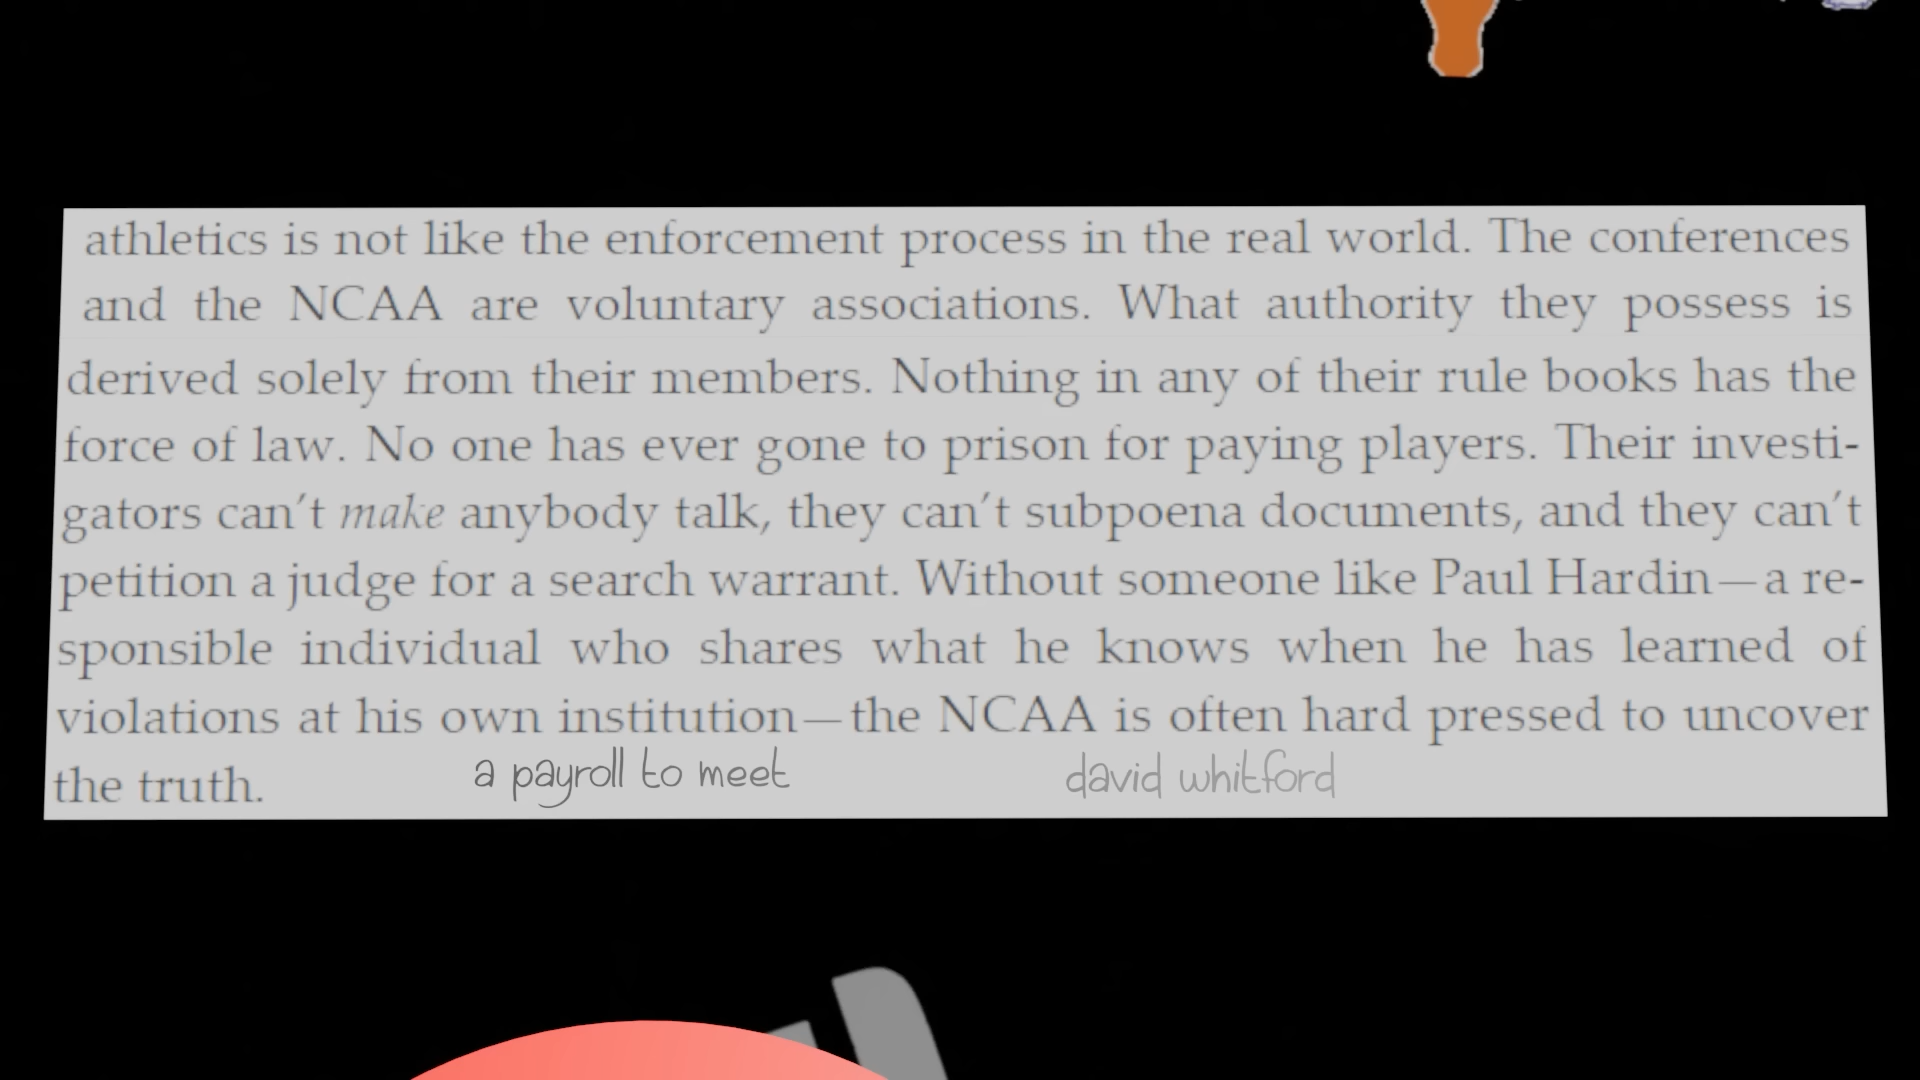 athletics is not like the enforcement process in the real world. The conferences
and the NCAA are voluntary associations. What authority they possess is
derived solely from their members. Nothing in any of their rule books has the
force of law. No one has ever gone to prison for paying players. Their investi-
gators can't make anybody talk, they can't subpoena documents, and they can't
petition a judge for a search warrant. Without someone like Paul Hardin—a re-
sponsible individual who shares what he knows when he has learned of
violations at his own institution—the NCAA is often hard pressed to uncover
the truth.
a payroll to meet
david whitford